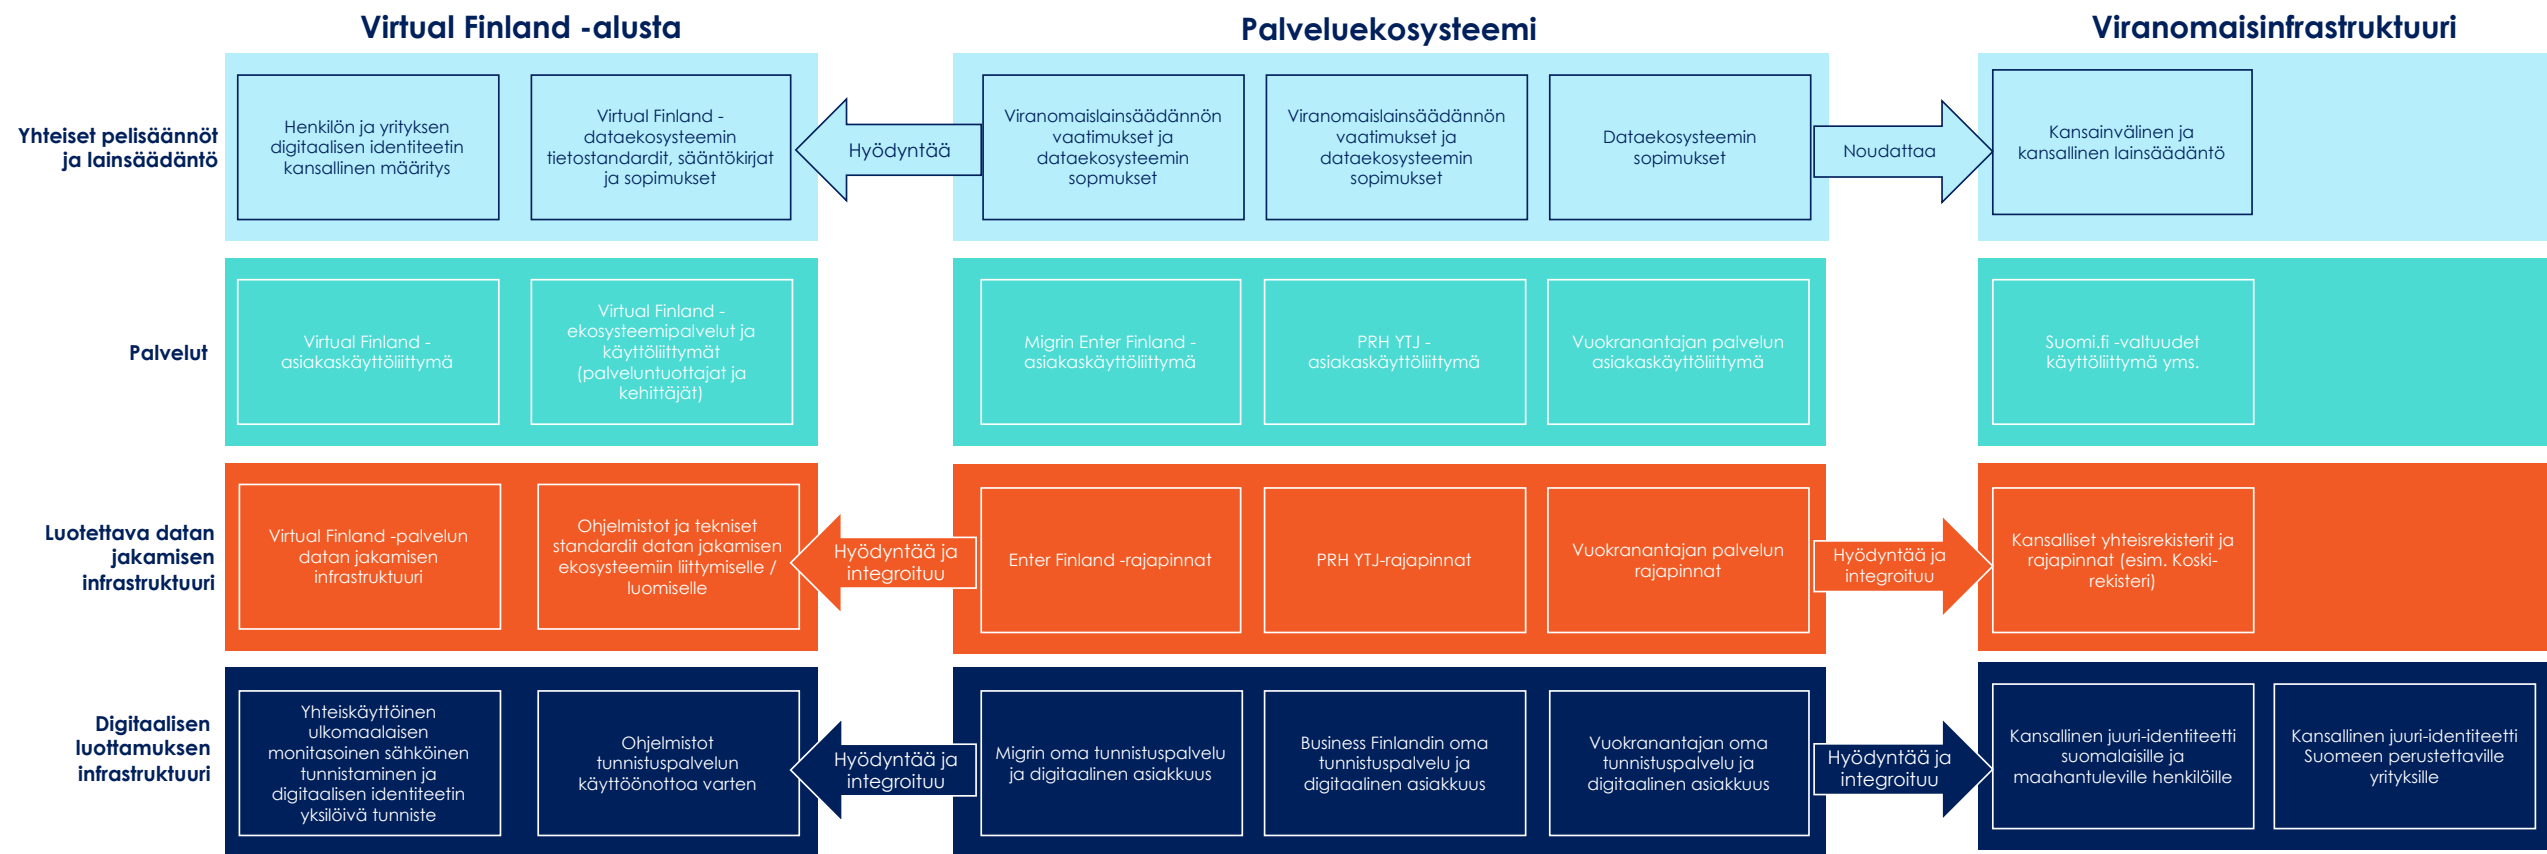 Virtual Finland -alusta
Palveluekosysteemi
Viranomaisinfrastruktuuri
Yhteiset pelisäännöt
ja lainsäädäntö
Henkilön ja yrityksen
digitaalisen identiteetin
kansallinen määritys
Virtual Finland -
dataekosysteemin
tietostandardit, sääntökirjat
ja sopimukset
Hyödyntää
Viranomaislainsäädännön
vaatimukset ja
dataekosysteemin
sopmukset
Viranomaislainsäädännön
vaatimukset ja
dataekosysteemin
sopimukset
Dataekosysteemin
sopimukset
Noudattaa
Kansainvälinen ja
kansallinen lainsäädäntö
Palvelut
Virtual Finland -
asiakaskäyttöliittymä
Virtual Finland -
ekosysteemipalvelut ja
käyttöliittymät
(palveluntuottajat ja
kehittäjät)
Migrin Enter Finland -
asiakaskäyttöliittymä
PRH YTJ -
asiakaskäyttöliittymä
Vuokranantajan palvelun
asiakaskäyttöliittymä
Suomi.fi -valtuudet
käyttöliittymä yms.
Luotettava datan
jakamisen
infrastruktuuri
Virtual Finland -palvelun
datan jakamisen
infrastruktuuri
Ohjelmistot ja tekniset
standardit datan jakamisen
ekosysteemiin liittymiselle /
luomiselle
Hyödyntää ja
integroituu
Enter Finland -rajapinnat
PRH YTJ-rajapinnat
Vuokranantajan palvelun
rajapinnat
Hyödyntää ja
integroituu
Kansalliset yhteisrekisterit ja
rajapinnat (esim. Koski-
rekisteri)
Digitaalisen
luottamuksen
infrastruktuuri
Yhteiskäyttöinen
ulkomaalaisen
monitasoinen sähköinen
tunnistaminen ja
digitaalisen identiteetin
yksilöivä tunniste
Ohjelmistot
tunnistuspalvelun
käyttöönottoa varten
Hyödyntää ja
integroituu
Migrin oma tunnistuspalvelu
ja digitaalinen asiakkuus
Business Finlandin oma
tunnistuspalvelu ja
digitaalinen asiakkuus
Vuokranantajan oma
tunnistuspalvelu ja
digitaalinen asiakkuus
Hyödyntää ja
integroituu
Kansallinen juuri-identiteetti
suomalaisille ja
maahantuleville henkilöille
Kansallinen juuri-identiteetti
Suomeen perustettaville
yrityksille